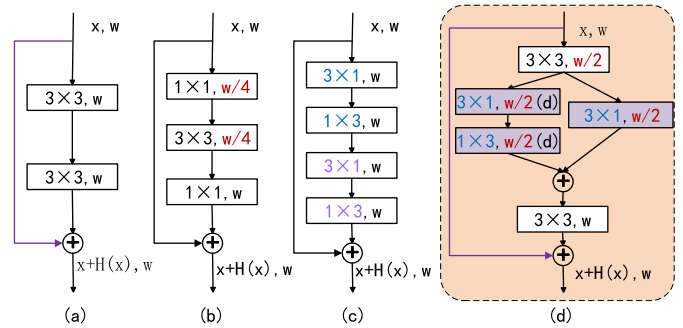 x, w
3×3, w
3×3, w
x+H(x), w
(a)
x, w
1×1, w/4
3×3, w/4
1×1, w
x+H(x), w
(b)
x, w
3×1, w
1×3, w
3×1, w
1×3, w
x+H(x), w
(c)
x, w
3×3, w/2
3×1, w/2(d)
3×1, w/2
1×3, w/2(d)
3×3, w
x+H(x), w
(d)